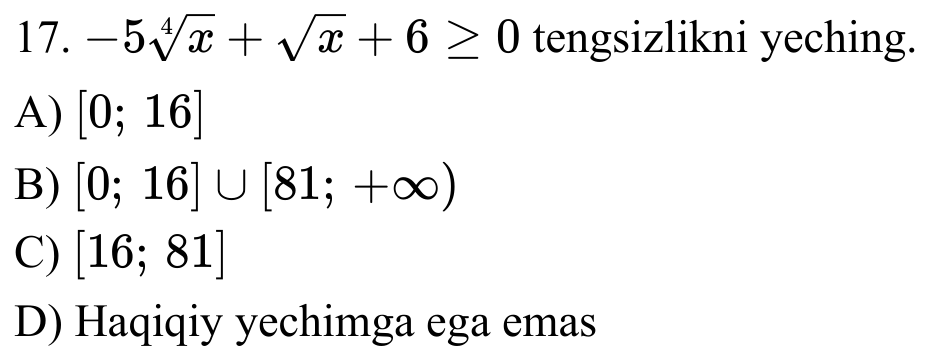 17. −5∜x + √x + 6 ≥ 0 tengsizlikni yeching.
A) [0; 16]
B) [0; 16] ∪ [81; +∞)
C) [16; 81]
D) Haqiqiy yechimga ega emas